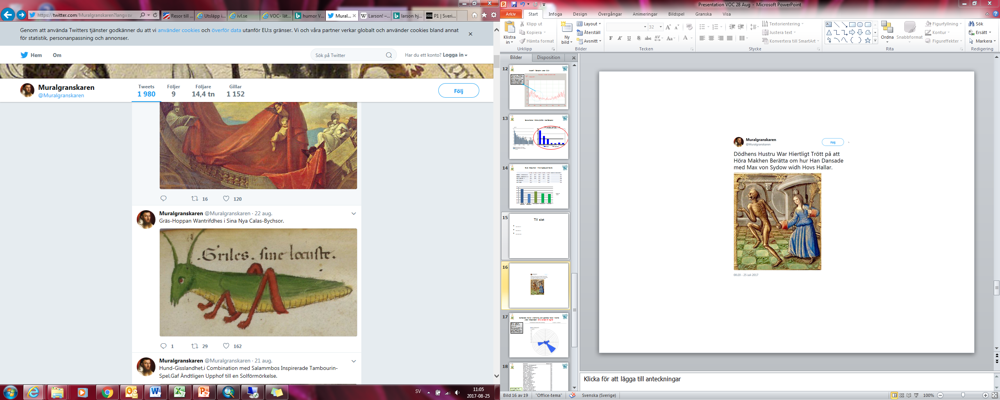 https://twitter.com/Muralgranskaren?lang=sv
Resor till ...
Utsläpp i...
ivl.se
VOC- lät...
humor V...
Mural...
Larson! –...
larson hj...
P1 | Sveri...
Genom att använda Twitters tjänster godkänner du att vi använder cookies och överför data utanför EU:s gränser. Vi och våra partner verkar globalt och använder cookies bland annat
för statistik, personanpassning och annonser.
Hem
Om
Sök på Twitter
Har du ett konto? Logga in
Muralgranskaren
@Muralgranskaren
Tweets
1 980
Följer
9
Följare
14,4 tn
Gillar
1 152
Följ
16
120
Muralgranskaren @Muralgranskaren · 22 aug.
Gräs-Hoppan Wantrifdhes i Sina Nya Calas-Bychsor.
.Griles. sine locuste.
1
29
162
Muralgranskaren @Muralgranskaren · 21 aug.
Hund-Gisslandhet,i Combination med Salammbos Inspirerade Tambourin-
Spel,Gaf Ändtligen Upphof till en Solförmörkelse.
SV
11:05
2017-08-25
Presentation VOC 28 Aug - Microsoft PowerPoint
Arkiv
Start
Infoga
Design
Övergångar
Animeringar
Bildspel
Granska
Visa
Klistra
in
Klipp ut
Kopiera
Hämta format
Urklipp
Ny
bild
Layout
Återställ
Avsnitt
Bilder
32
F K U S abc AV Aa A
Tecken
Textorientering
Justera text
Konvertera till SmartArt
Stycke
Ordna
Snabbformat
Figurfyllning
Kontur
Figureffekter
Rita
Sök
Ersätt
Markera
Redigering
Bilder
Disposition
12
13
14
15
Till sist
16
17
18
Muralgranskaren
@Muralgranskaren
Följ
Dödhens Hustru War Hiertligt Trött på att
Höra Makhen Berätta om hur Han Dansade
med Max von Sydow widh Hovs Hallar.
00:20 - 25 juli 2017
Klicka för att lägga till anteckningar
Bild 16 av 19
"Office-tema"
Svenska (Sverige)
100%